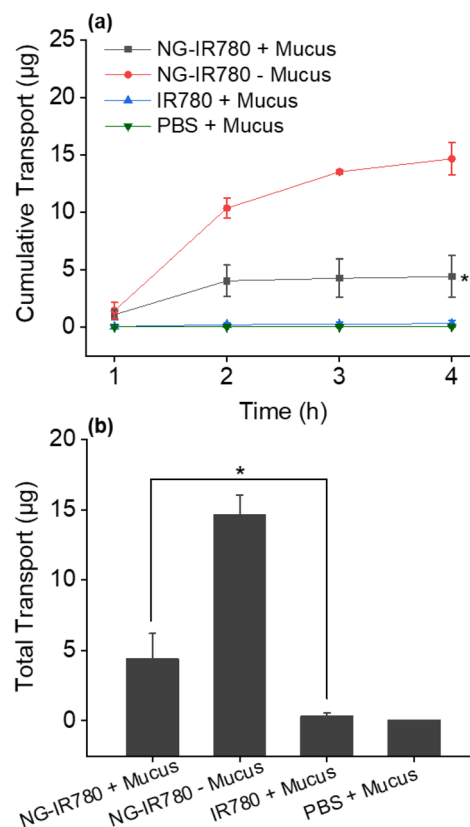 (a)
25
20
15
10
5
0
Cumulative Transport (μg)
NG-IR780 + Mucus
NG-IR780 - Mucus
IR780 + Mucus
PBS + Mucus
*
1 2 3 4
Time (h)
(b)
20
15
10
5
0
Total Transport (μg)
*
NG-IR780 + Mucus
NG-IR780 - Mucus
IR780 + Mucus
PBS + Mucus